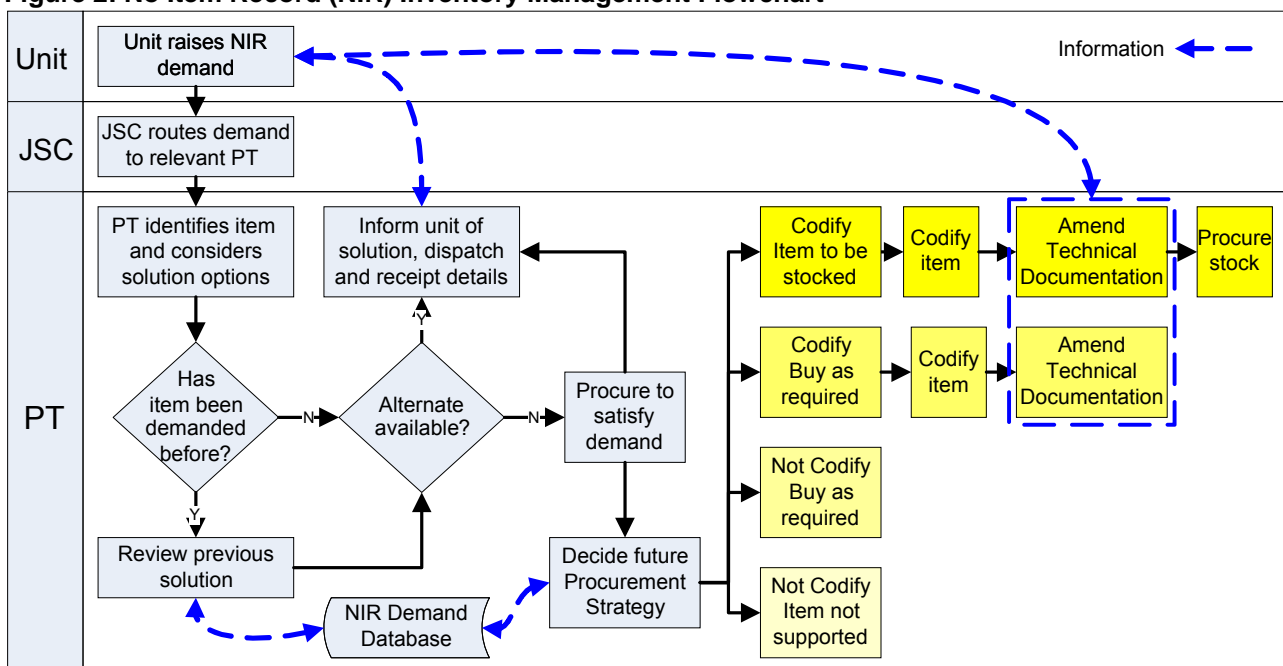 Figure 2: No Item Record (NIR) Inventory Management Flowchart
Unit
Unit raises NIR
demand
Information
JSC
JSC routes demand
to relevant PT
PT
PT identifies item
and considers
solution options
Inform unit of
solution, dispatch
and receipt details
Codify
Item to be
stocked
Codify
item
Amend
Technical
Documentation
Procure
stock
Y
Has
item been
demanded
before?
N
Alternate
available?
N
Procure to
satisfy
demand
Codify
Buy as
required
Codify
item
Amend
Technical
Documentation
Y
Not Codify
Buy as
required
Review previous
solution
NIR Demand
Database
Decide future
Procurement
Strategy
Not Codify
Item not
supported